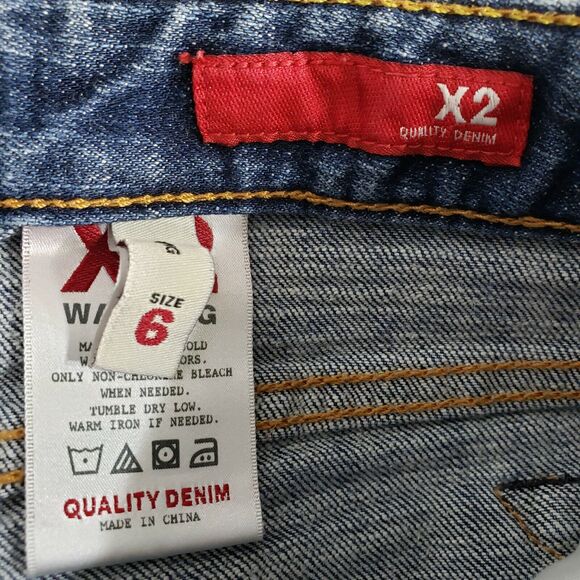 X2
QUALITY DENIM
SIZE
6
ONLY NON-CHLORINE BLEACH
WHEN NEEDED.
TUMBLE DRY LOW.
WARM IRON IF NEEDED.
QUALITY DENIM
MADE IN CHINA